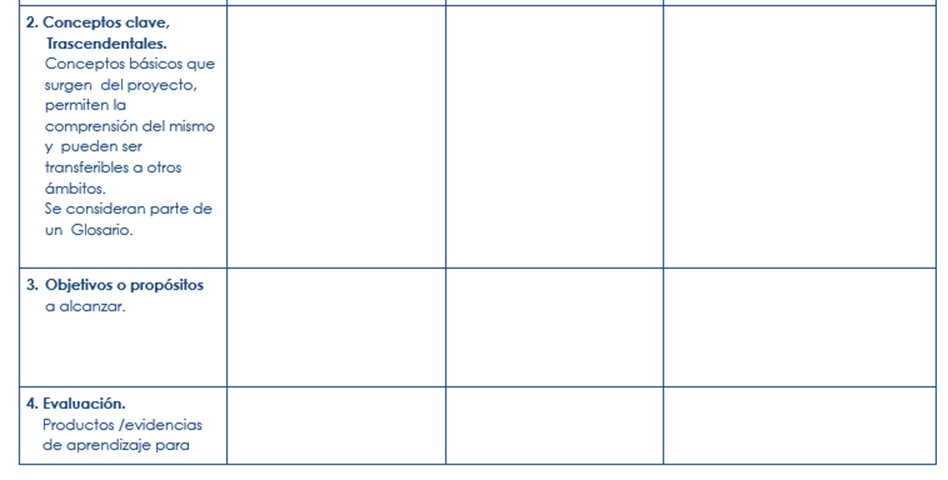 2. Conceptos clave,
Trascendentales.
Conceptos básicos que
surgen del proyecto,
permiten la
comprensión del mismo
y pueden ser
transferibles a otros
ámbitos.
Se consideran parte de
un Glosario.
3. Objetivos o propósitos
a alcanzar.
4. Evaluación.
Productos /evidencias
de aprendizaje para